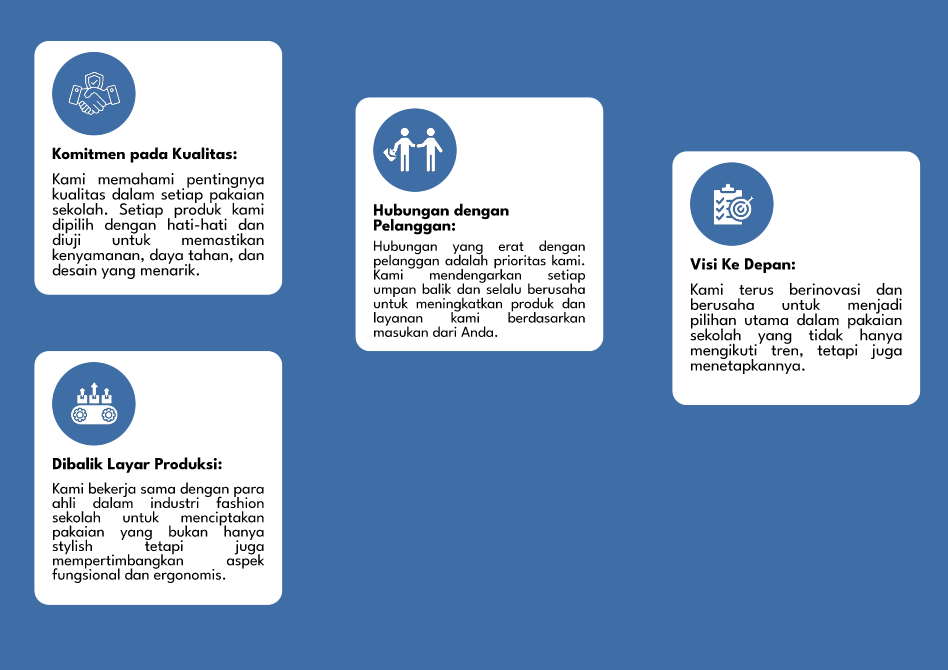 Komitmen pada Kualitas:
Kami memahami pentingnya
kualitas dalam setiap pakaian
sekolah. Setiap produk kami
dipilih dengan hati-hati dan
diuji untuk memastikan
kenyamanan, daya tahan, dan
desain yang menarik.
Dibalik Layar Produksi:
Kami bekerja sama dengan para
ahli dalam industri fashion
sekolah untuk menciptakan
pakaian yang bukan hanya
stylish tetapi juga
mempertimbangkan aspek
fungsional dan ergonomis.
Hubungan dengan
Pelanggan:
Hubungan yang erat dengan
pelanggan adalah prioritas kami.
Kami mendengarkan setiap
umpan balik dan selalu berusaha
untuk meningkatkan produk dan
layanan kami berdasarkan
masukan dari Anda.
Visi Ke Depan:
Kami terus berinovasi dan
berusaha untuk menjadi
pilihan utama dalam pakaian
sekolah yang tidak hanya
mengikuti tren, tetapi juga
menetapkannya.